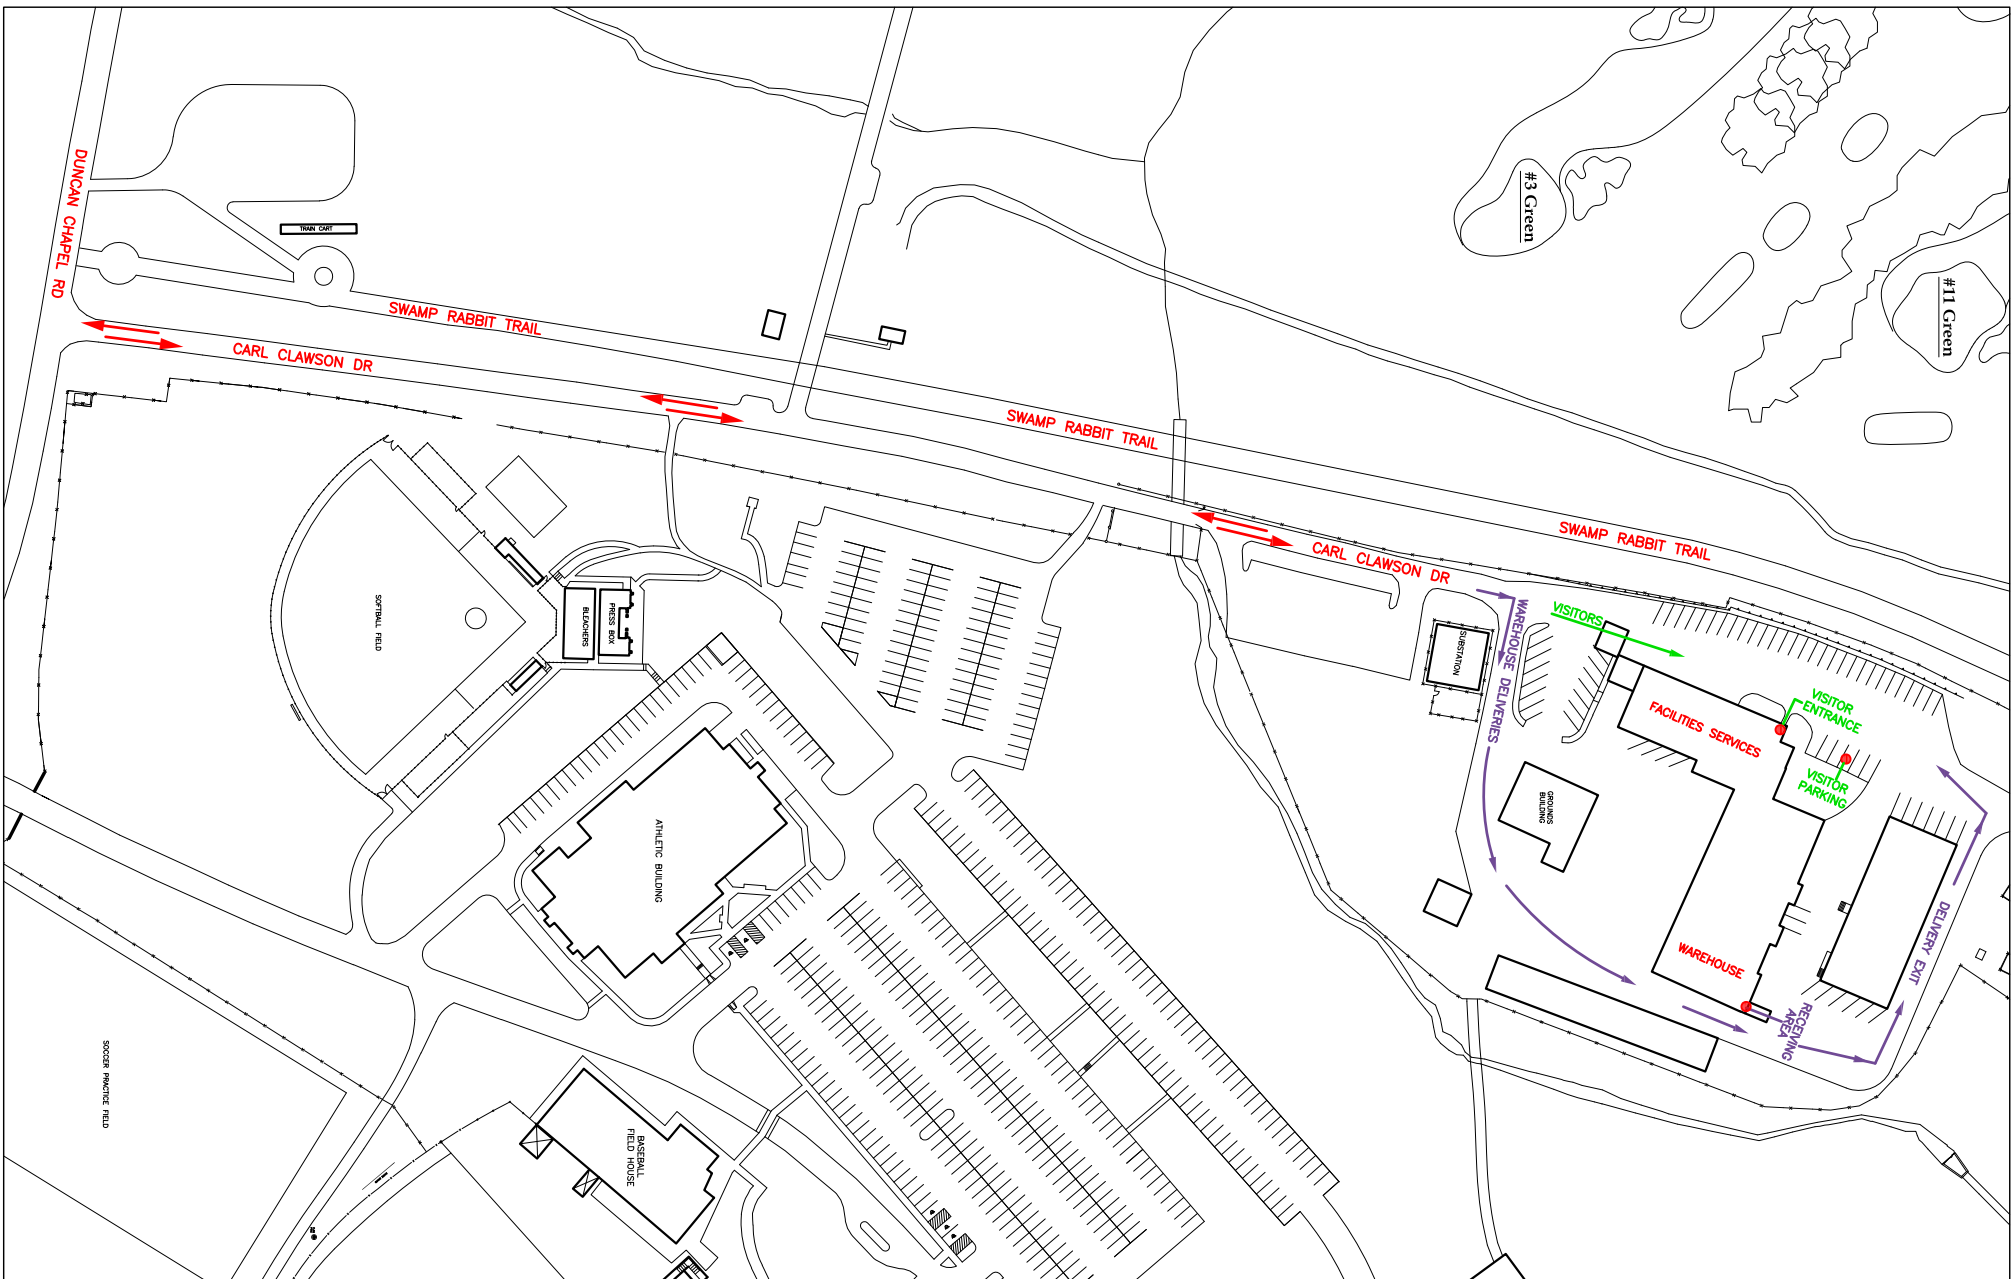 #3 Green
#11 Green
DUNCAN CHAPEL RD
TRAIN CART
SWAMP RABBIT TRAIL
CARL CLAWSON DR
SWAMP RABBIT TRAIL
SWAMP RABBIT TRAIL
CARL CLAWSON DR
VISITORS
WAREHOUSE DELIVERIES
SUBSTATION
VISITOR
ENTRANCE
FACILITIES SERVICES
VISITOR
PARKING
GROUNDS
BUILDING
SOFTBALL FIELD
BLEACHERS
PRESS BOX
ATHLETIC BUILDING
DELIVERY EXIT
WAREHOUSE
RECEIVING
AREA
SOCCER PRACTICE FIELD
BASEBALL
FIELD HOUSE